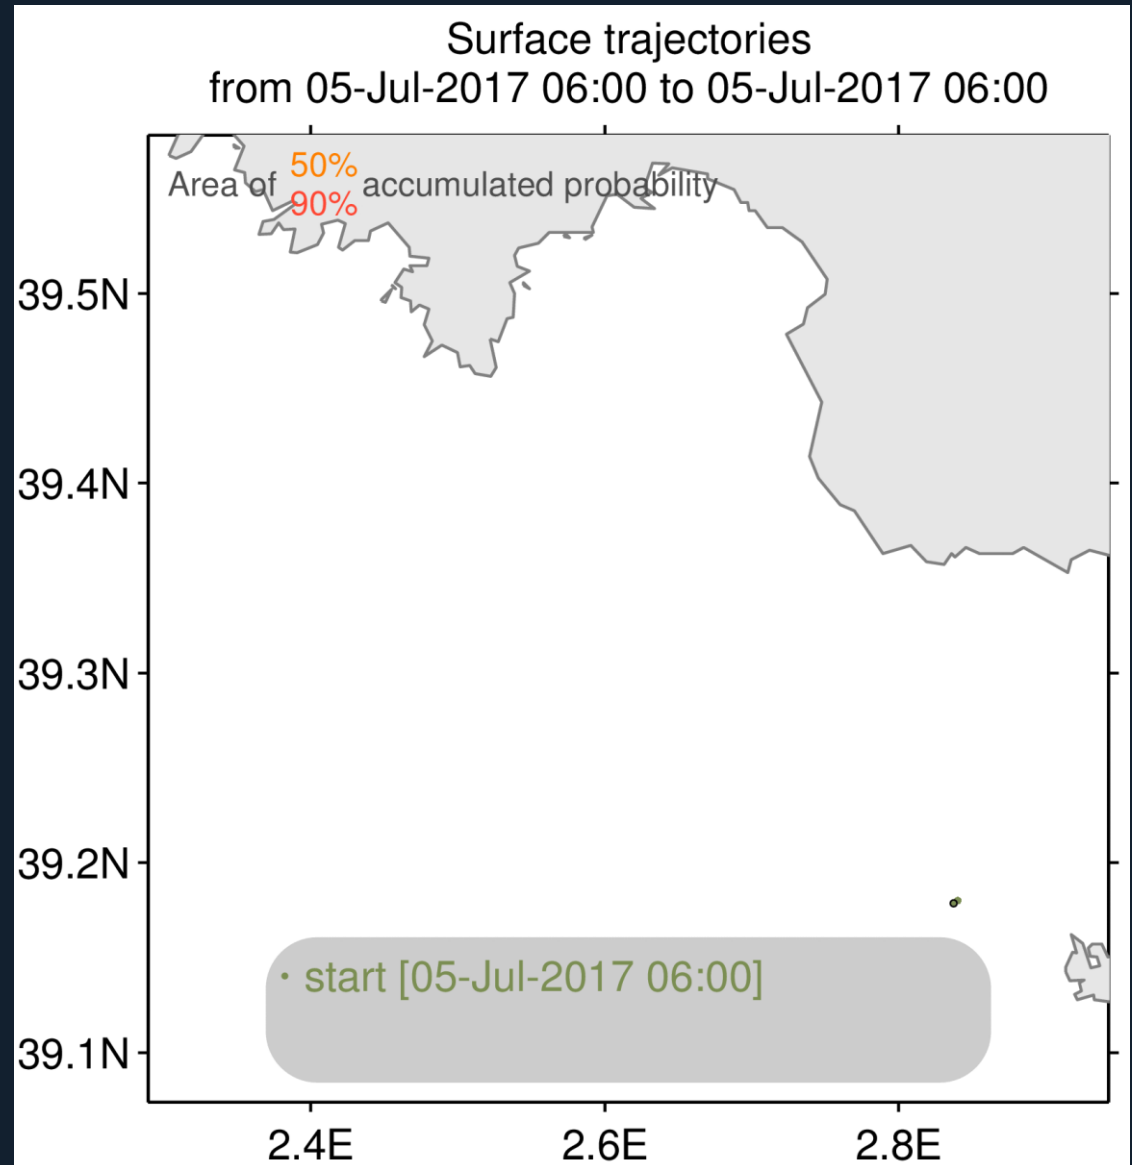 Surface trajectories
from 05-Jul-2017 06:00 to 05-Jul-2017 06:00
50%
Area of accumulated probability
90%
39.5N
39.4N
39.3N
39.2N
39.1N
· start [05-Jul-2017 06:00]
2.4E 2.6E 2.8E